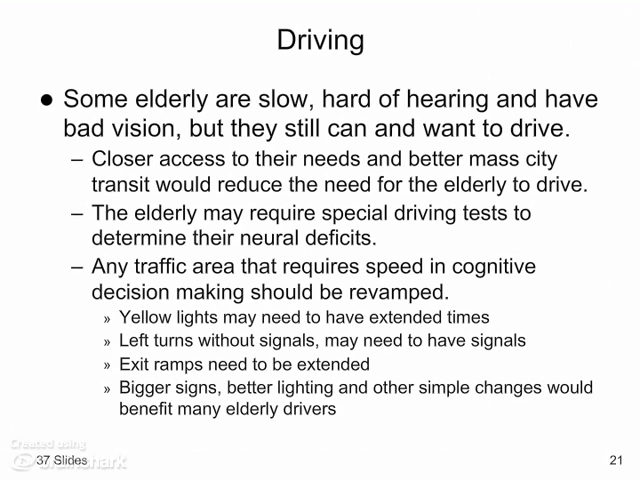 Driving
● Some elderly are slow, hard of hearing and have
bad vision, but they still can and want to drive.
– Closer access to their needs and better mass city
transit would reduce the need for the elderly to drive.
– The elderly may require special driving tests to
determine their neural deficits.
– Any traffic area that requires speed in cognitive
decision making should be revamped.
» Yellow lights may need to have extended times
» Left turns without signals, may need to have signals
» Exit ramps need to be extended
» Bigger signs, better lighting and other simple changes would
benefit many elderly drivers
Created using
brainshark
37 Slides
21